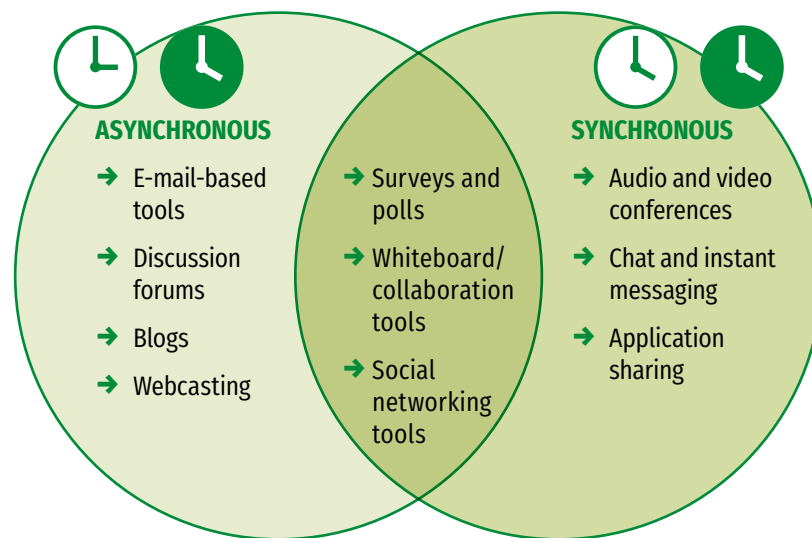 ASYNCHRONOUS
→ E-mail-based
tools
→ Discussion
forums
→ Blogs
→ Webcasting
→ Surveys and
polls
→ Whiteboard/
collaboration
tools
→ Social
networking
tools
SYNCHRONOUS
→ Audio and video
conferences
→ Chat and instant
messaging
→ Application
sharing